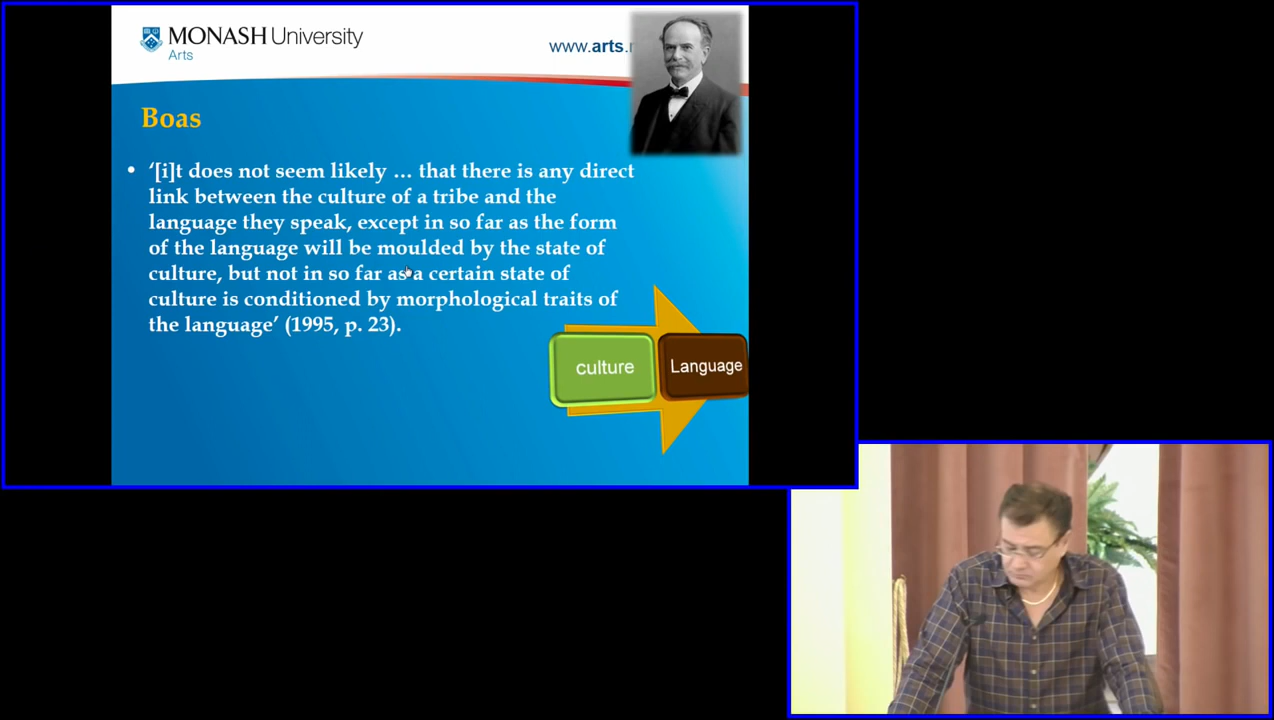 MONASH University
Arts
www.arts.
Boas
• ‘[i]t does not seem likely … that there is any direct
link between the culture of a tribe and the
language they speak, except in so far as the form
of the language will be moulded by the state of
culture, but not in so far as a certain state of
culture is conditioned by morphological traits of
the language’ (1995, p. 23).
culture
Language